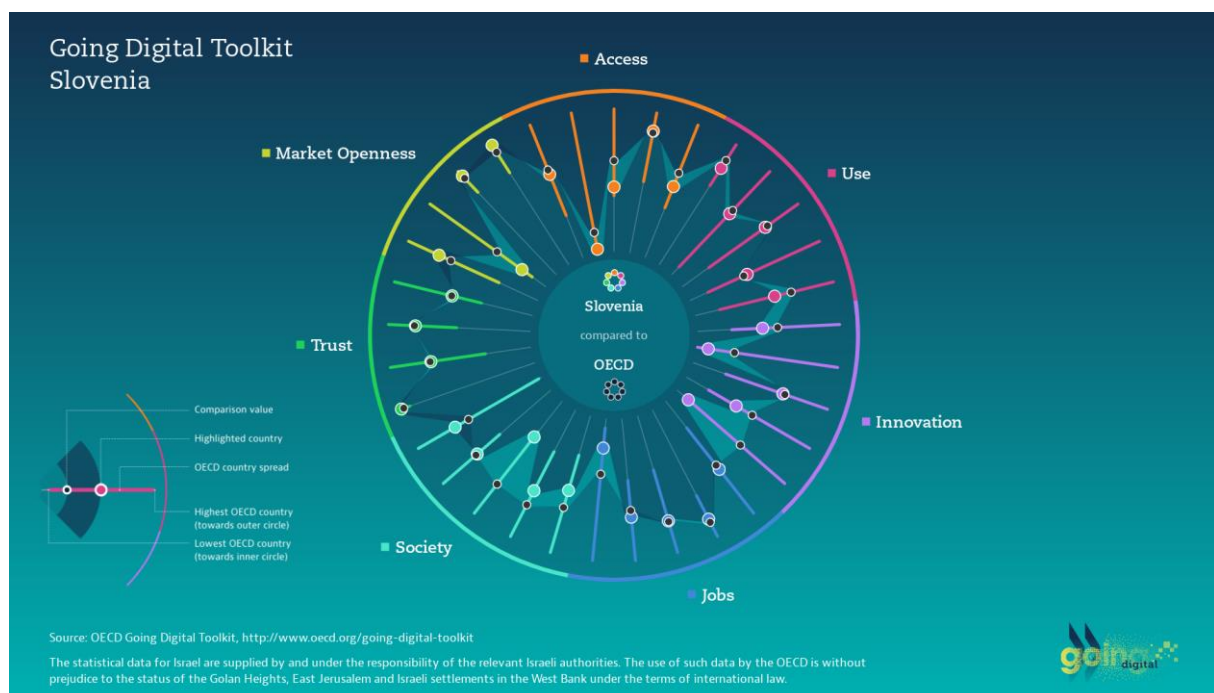 Going Digital Toolkit
Slovenia
Access
Market Openness
Use
Slovenia
compared to
OECD
Trust
Innovation
Comparison value
Highlighted country
OECD country spread
Highest OECD country
(towards outer circle)
Lowest OECD country
(towards inner circle)
Society
Jobs
Source: OECD Going Digital Toolkit, http://www.oecd.org/going-digital-toolkit
The statistical data for Israel are supplied by and under the responsibility of the relevant Israeli authorities. The use of such data by the OECD is without
prejudice to the status of the Golan Heights, East Jerusalem and Israeli settlements in the West Bank under the terms of international law.
going
digital